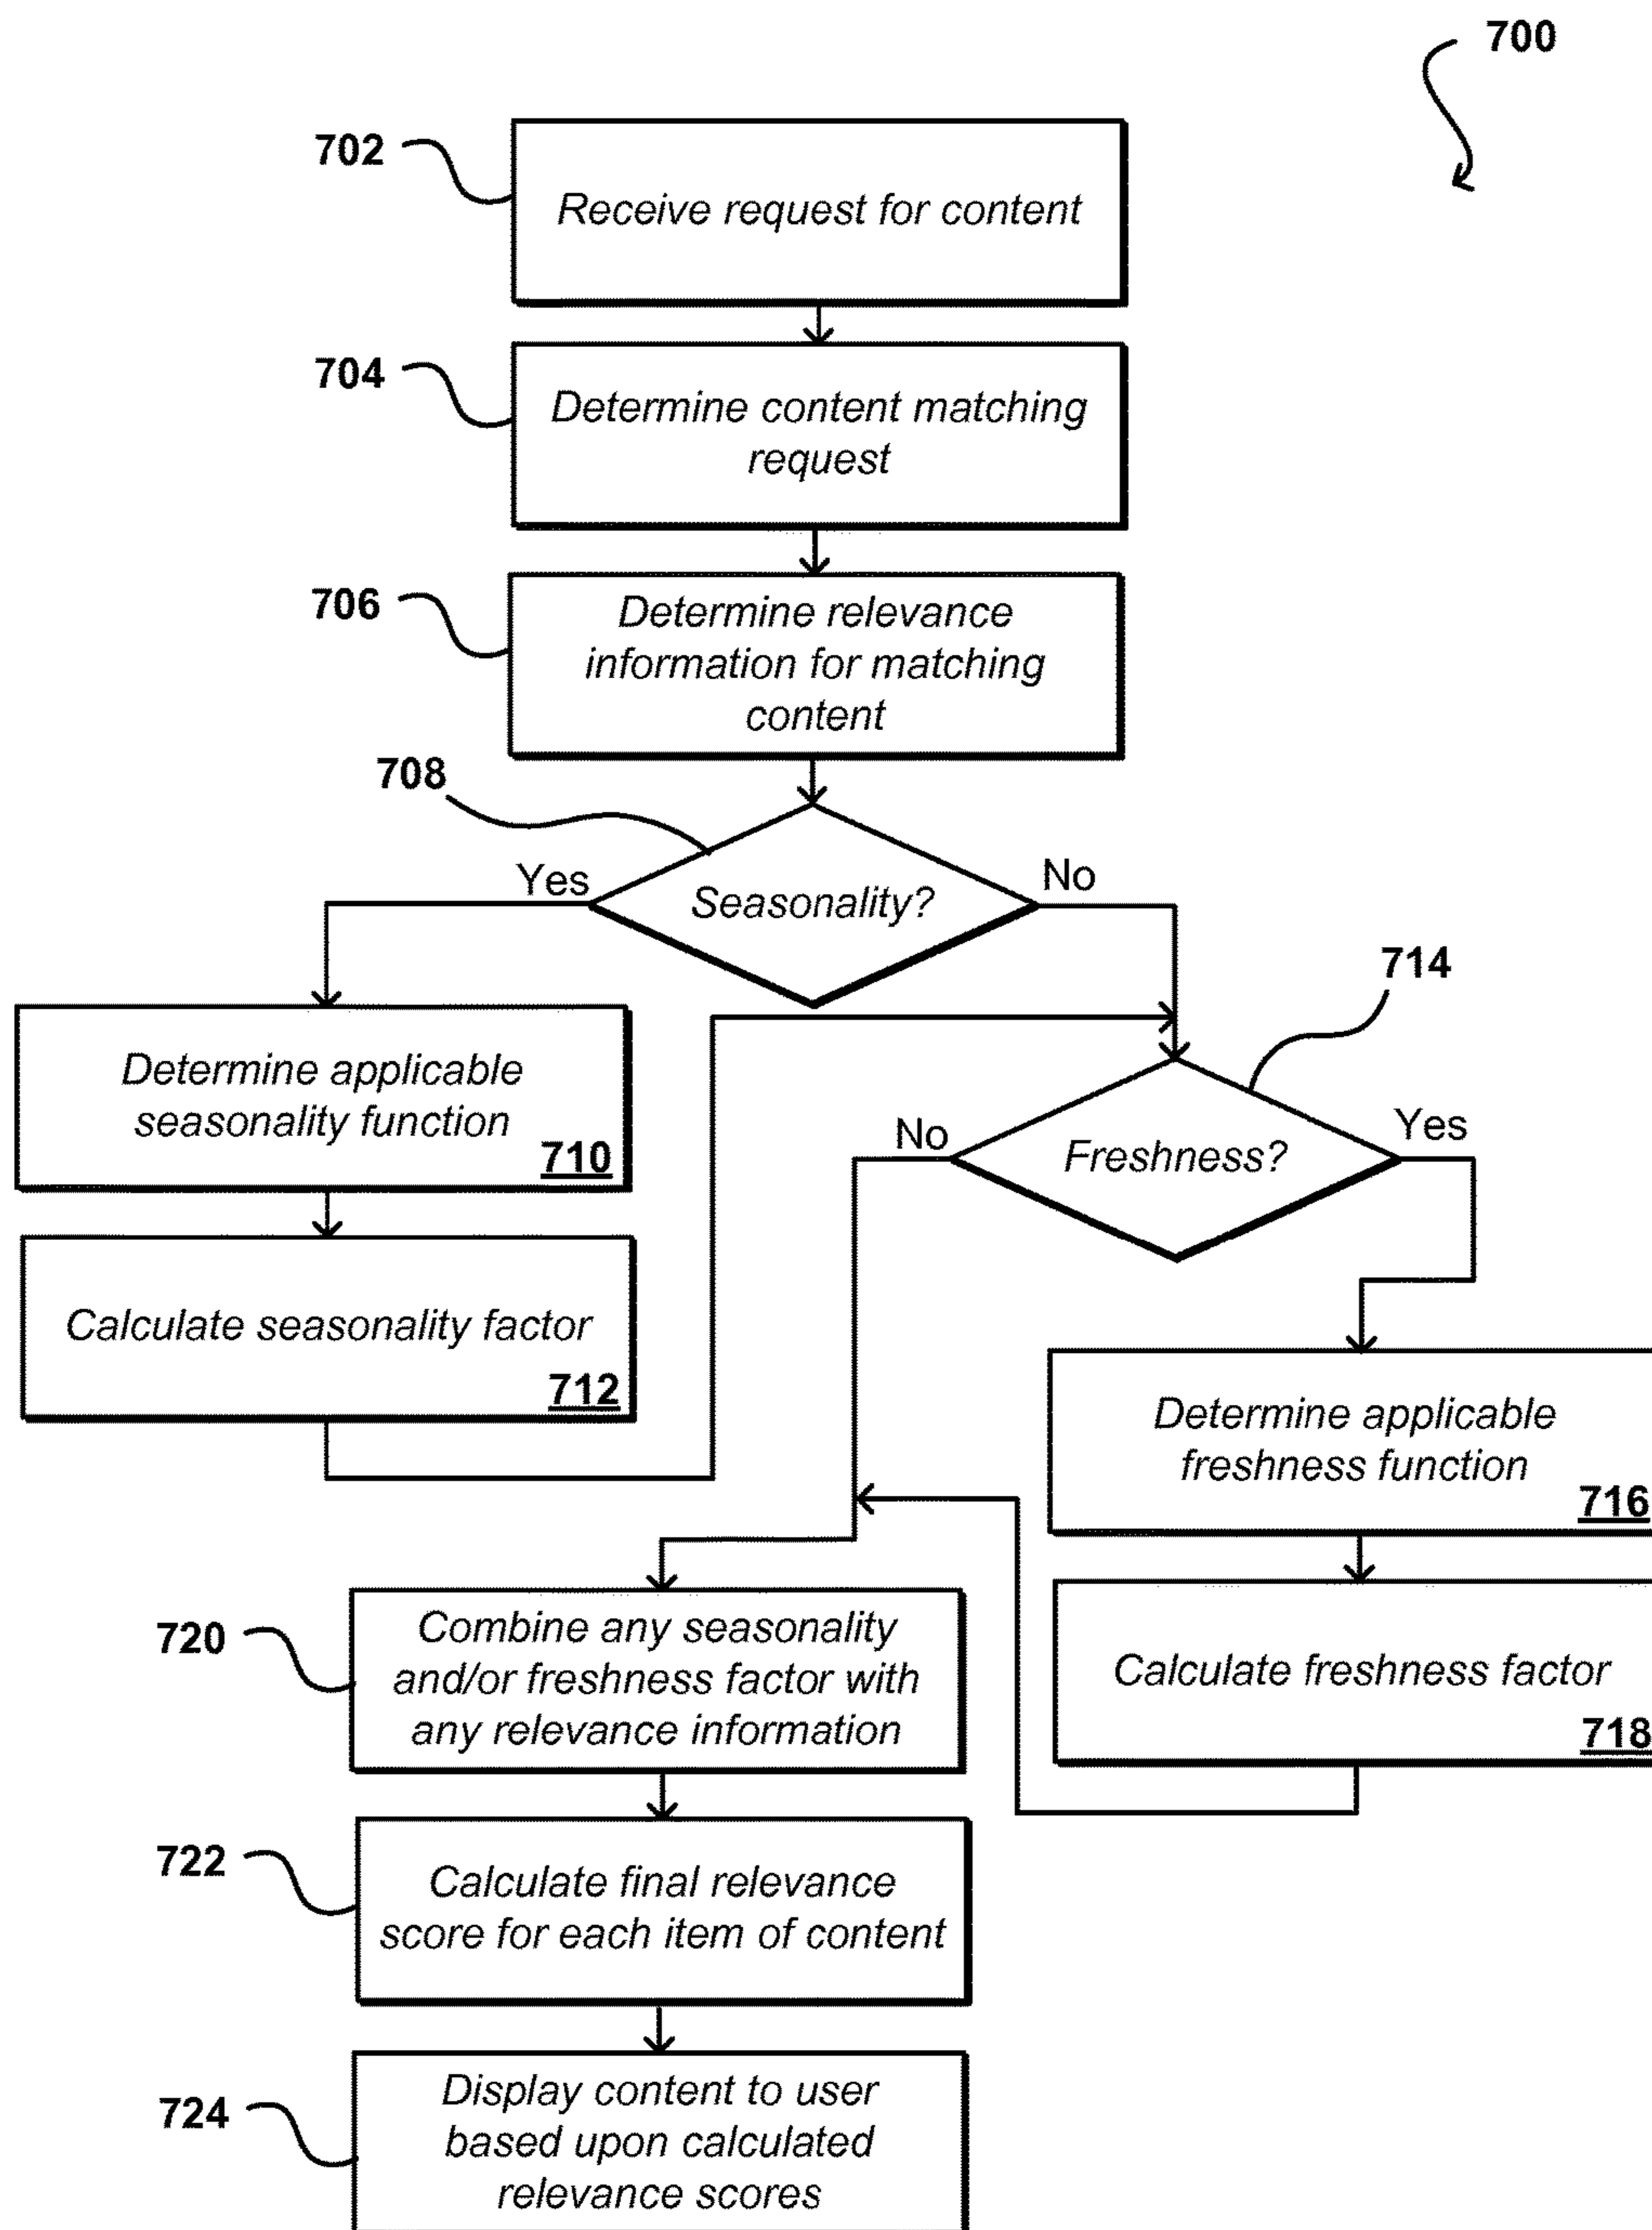 700
702
Receive request for content
704
Determine content matching
request
706
Determine relevance
information for matching
content
708
Yes
Seasonality?
No
714
Determine applicable
seasonality function
710
No
Freshness?
Yes
Calculate seasonality factor
712
Determine applicable
freshness function
716
720
Combine any seasonality
and/or freshness factor with
any relevance information
Calculate freshness factor
718
722
Calculate final relevance
score for each item of content
724
Display content to user
based upon calculated
relevance scores